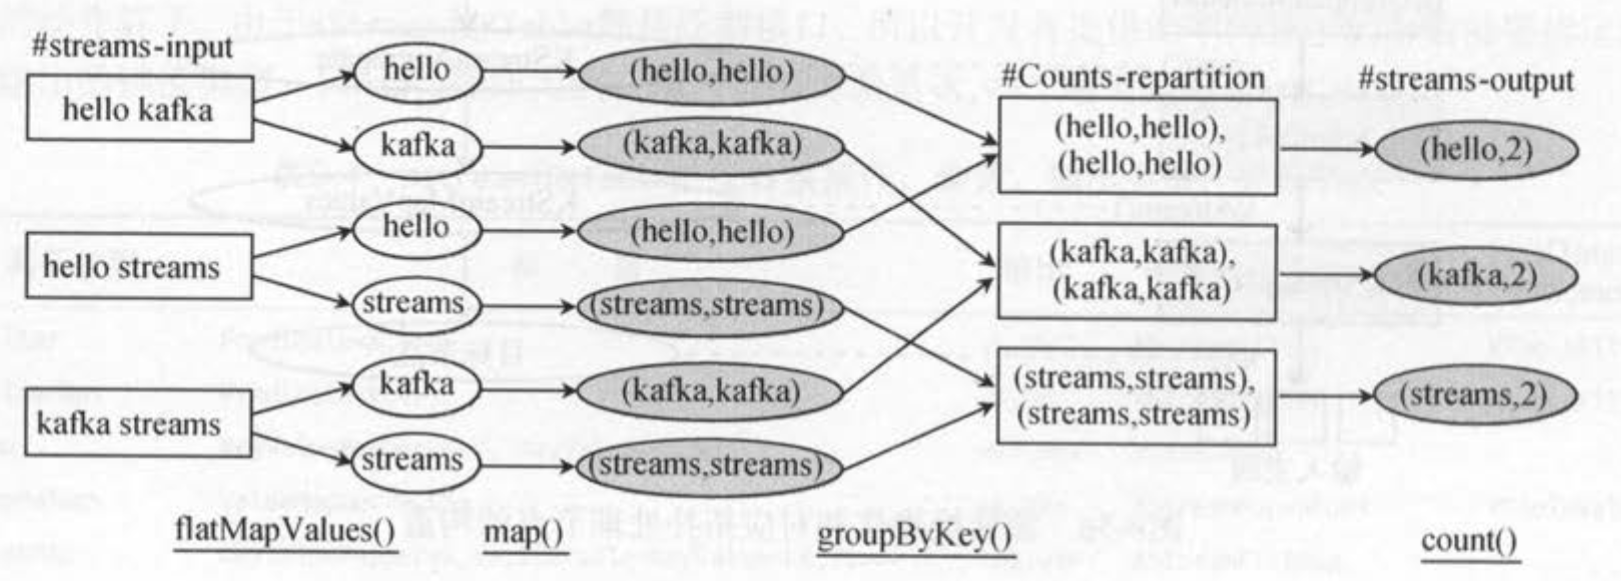 #streams-input
hello kafka
hello streams
kafka streams
hello
kafka
hello
streams
kafka
streams
(hello,hello)
(kafka,kafka)
(hello,hello)
(streams,streams)
(kafka,kafka)
(streams,streams)
#Counts-repartition
(hello,hello),
(hello,hello)
(kafka,kafka),
(kafka,kafka)
(streams,streams),
(streams,streams)
#streams-output
(hello,2)
(kafka,2)
(streams,2)
flatMapValues()
map()
groupByKey()
count()